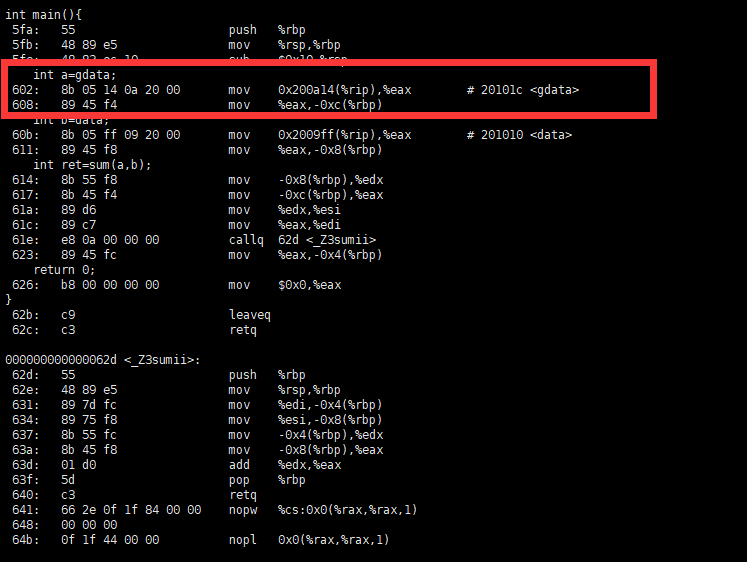 int main(){
 5fa:   55                      push   %rbp
 5fb:   48 89 e5                mov    %rsp,%rbp
 5fe:   48 83 ec 10             sub    $0x10,%rsp
    int a=gdata;
 602:   8b 05 14 0a 20 00       mov    0x200a14(%rip),%eax        # 20101c <gdata>
 608:   89 45 f4                mov    %eax,-0xc(%rbp)
    int b=data;
 60b:   8b 05 ff 09 20 00       mov    0x2009ff(%rip),%eax        # 201010 <data>
 611:   89 45 f8                mov    %eax,-0x8(%rbp)
    int ret=sum(a,b);
 614:   8b 55 f8                mov    -0x8(%rbp),%edx
 617:   8b 45 f4                mov    -0xc(%rbp),%eax
 61a:   89 d6                   mov    %edx,%esi
 61c:   89 c7                   mov    %eax,%edi
 61e:   e8 0a 00 00 00          callq  62d <_Z3sumii>
 623:   89 45 fc                mov    %eax,-0x4(%rbp)
    return 0;
 626:   b8 00 00 00 00          mov    $0x0,%eax
}
 62b:   c9                      leaveq
 62c:   c3                      retq
000000000000062d <_Z3sumii>:
 62d:   55                      push   %rbp
 62e:   48 89 e5                mov    %rsp,%rbp
 631:   89 7d fc                mov    %edi,-0x4(%rbp)
 634:   89 75 f8                mov    %esi,-0x8(%rbp)
 637:   8b 55 fc                mov    -0x4(%rbp),%edx
 63a:   8b 45 f8                mov    -0x8(%rbp),%eax
 63d:   01 d0                   add    %edx,%eax
 63f:   5d                      pop    %rbp
 640:   c3                      retq
 641:   66 2e 0f 1f 84 00 00    nopw   %cs:0x0(%rax,%rax,1)
 648:   00 00 00
 64b:   0f 1f 44 00 00          nopl   0x0(%rax,%rax,1)